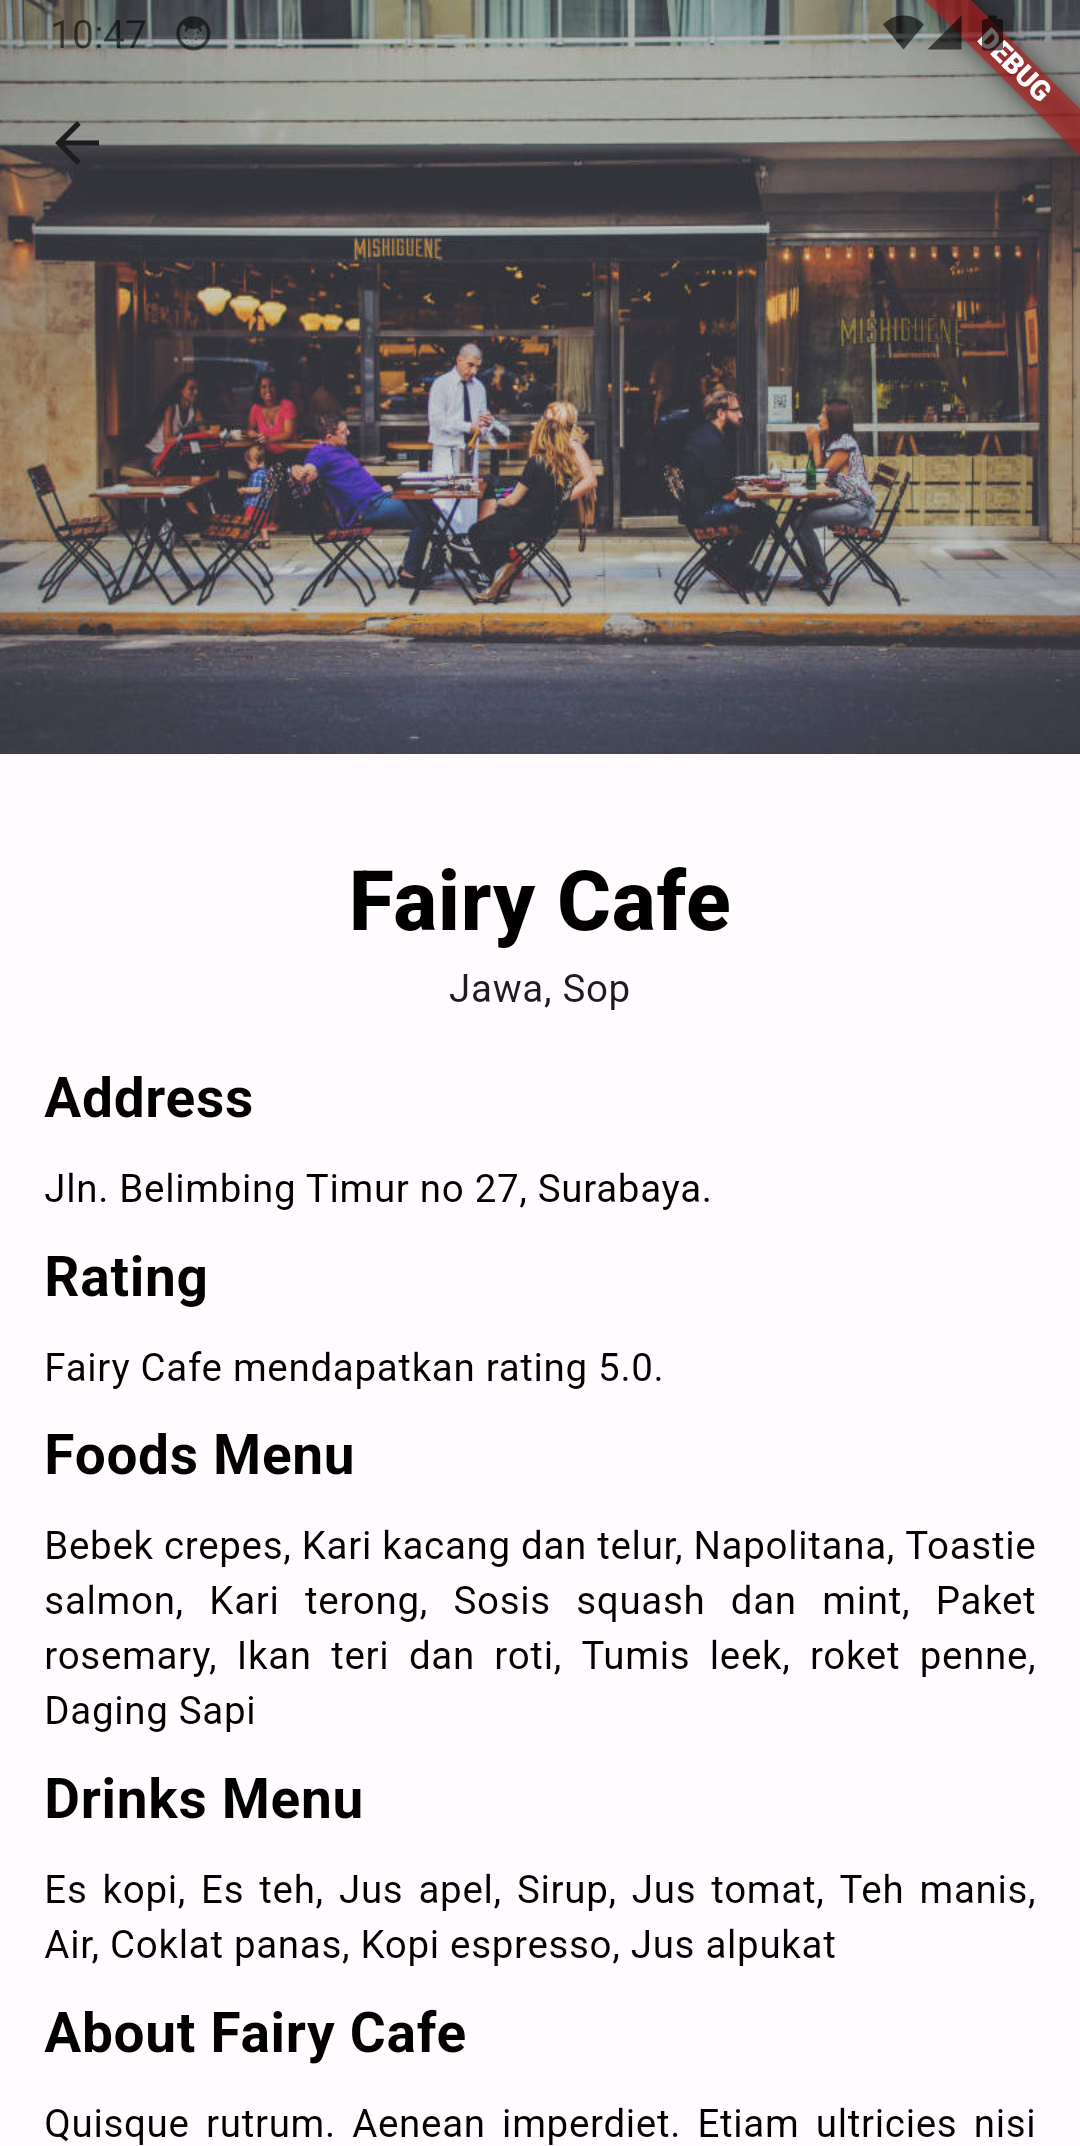 10:47
DEBUG
MISHIGUENE
MISHIGUENE
Fairy Cafe
Jawa, Sop
Address
Jln. Belimbing Timur no 27, Surabaya.
Rating
Fairy Cafe mendapatkan rating 5.0.
Foods Menu
Bebek crepes, Kari kacang dan telur, Napolitana, Toastie
salmon, Kari terong, Sosis squash dan mint, Paket
rosemary, Ikan teri dan roti, Tumis leek, roket penne,
Daging Sapi
Drinks Menu
Es kopi, Es teh, Jus apel, Sirup, Jus tomat, Teh manis,
Air, Coklat panas, Kopi espresso, Jus alpukat
About Fairy Cafe
Quisque rutrum. Aenean imperdiet. Etiam ultricies nisi